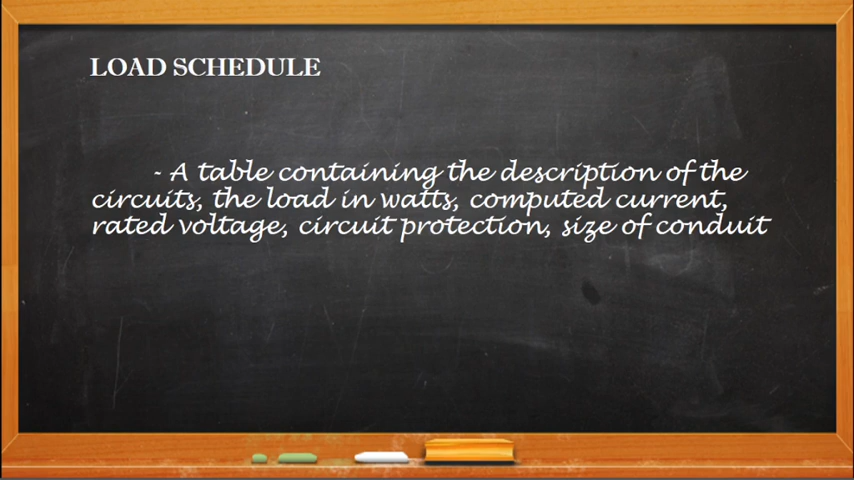 LOAD SCHEDULE
- A table containing the description of the
circuits, the load in watts, computed current,
rated voltage, circuit protection, size of conduit